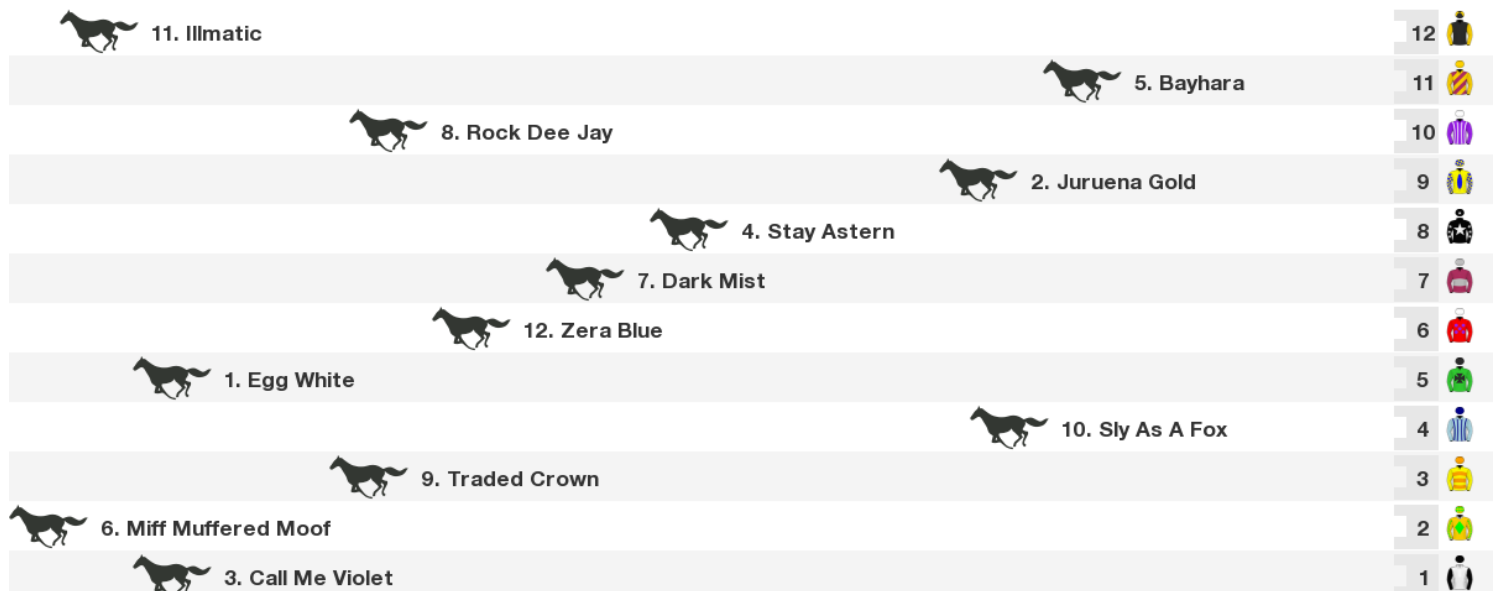 11. Illmatic 12
5. Bayhara 11
8. Rock Dee Jay 10
2. Juruena Gold 9
4. Stay Astern 8
7. Dark Mist 7
12. Zera Blue 6
1. Egg White 5
10. Sly As A Fox 4
9. Traded Crown 3
6. Miff Muffered Moof 2
3. Call Me Violet 1